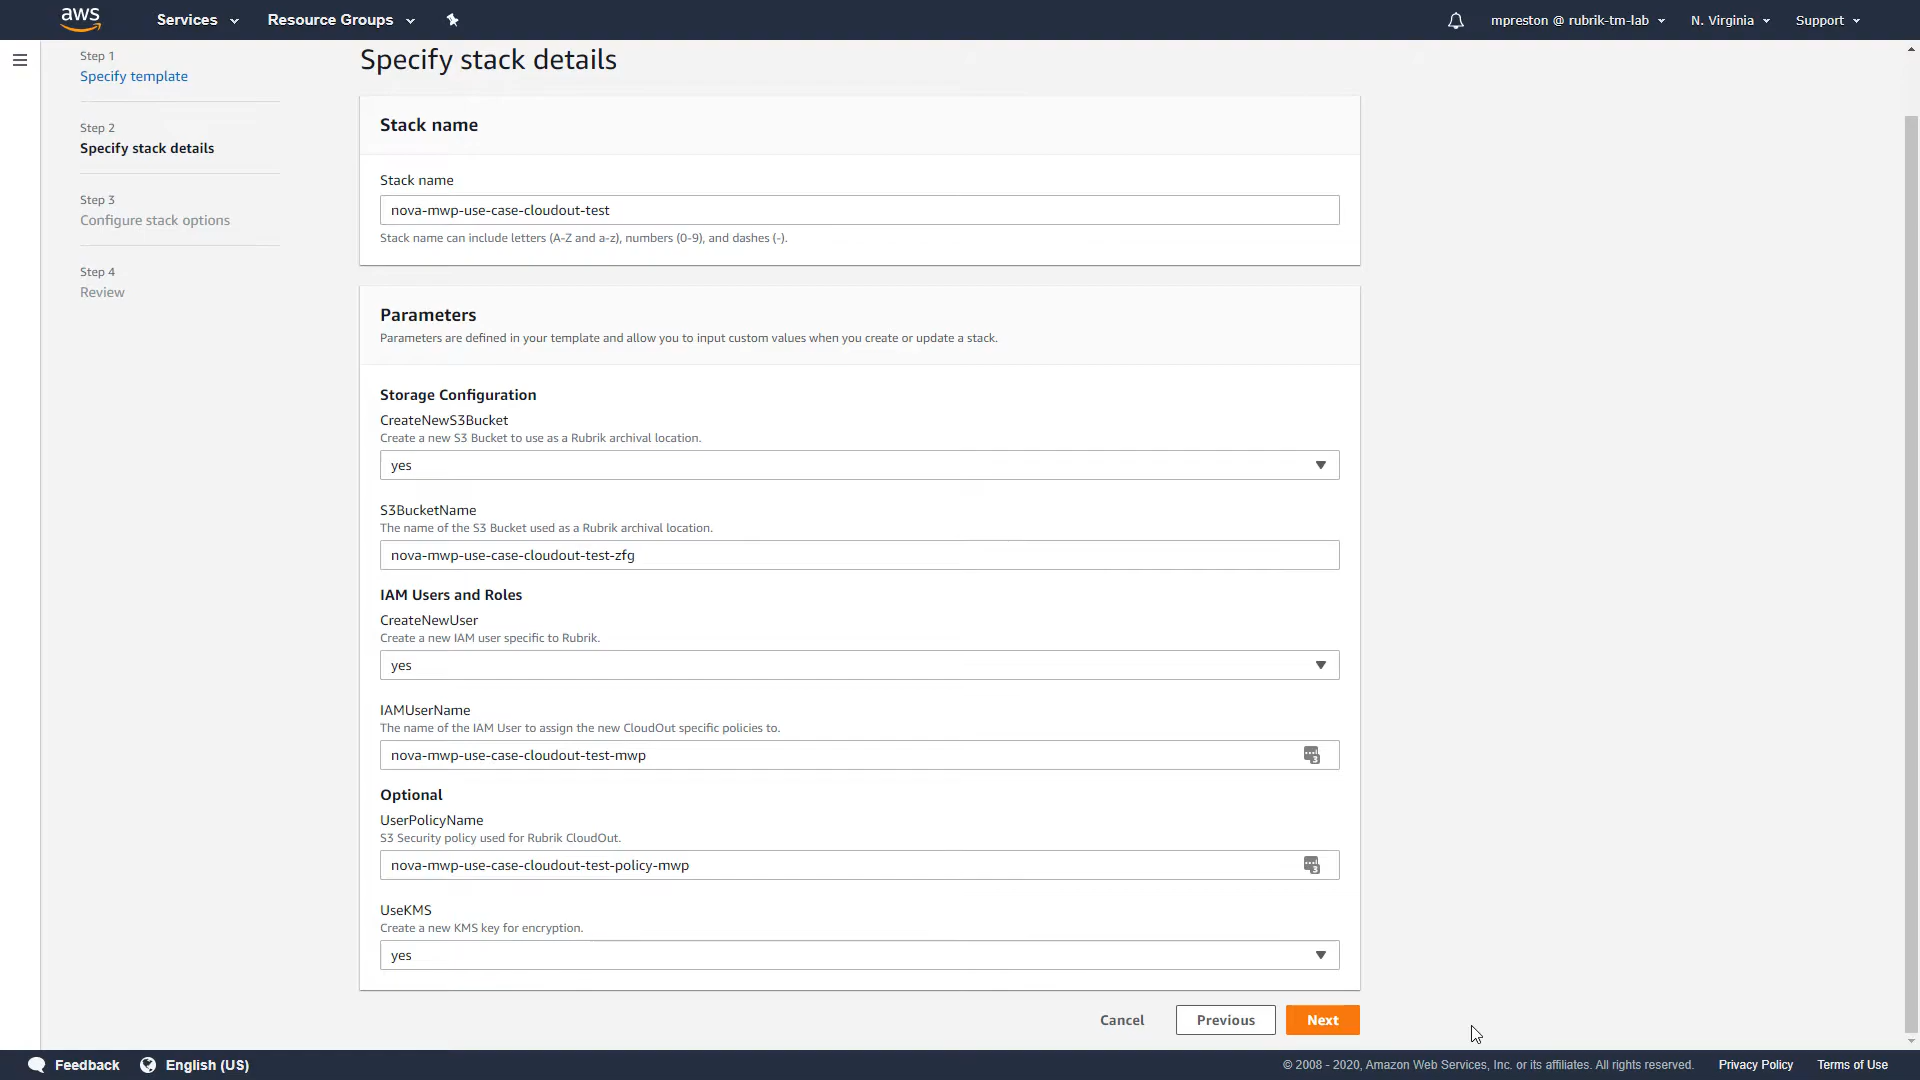 aws
Services
Resource Groups
mpreston @ rubrik-tm-lab
N. Virginia
Support
Step 1
Specify template
Step 2
Specify stack details
Step 3
Configure stack options
Step 4
Review
Specify stack details
Stack name
Stack name
nova-mwp-use-case-cloudout-test
Stack name can include letters (A-Z and a-z), numbers (0-9), and dashes (-).
Parameters
Parameters are defined in your template and allow you to input custom values when you create or update a stack.
Storage Configuration
CreateNewS3Bucket
Create a new S3 Bucket to use as a Rubrik archival location.
yes
S3BucketName
The name of the S3 Bucket used as a Rubrik archival location.
nova-mwp-use-case-cloudout-test-zfg
IAM Users and Roles
CreateNewUser
Create a new IAM user specific to Rubrik.
yes
IAMUserName
The name of the IAM User to assign the new CloudOut specific policies to.
nova-mwp-use-case-cloudout-test-mwp
3
Optional
UserPolicyName
S3 Security policy used for Rubrik CloudOut.
nova-mwp-use-case-cloudout-test-policy-mwp
3
UseKMS
Create a new KMS key for encryption.
yes
Cancel
Previous
Next
Feedback
English (US)
© 2008 - 2020, Amazon Web Services, Inc. or its affiliates. All rights reserved.
Privacy Policy
Terms of Use